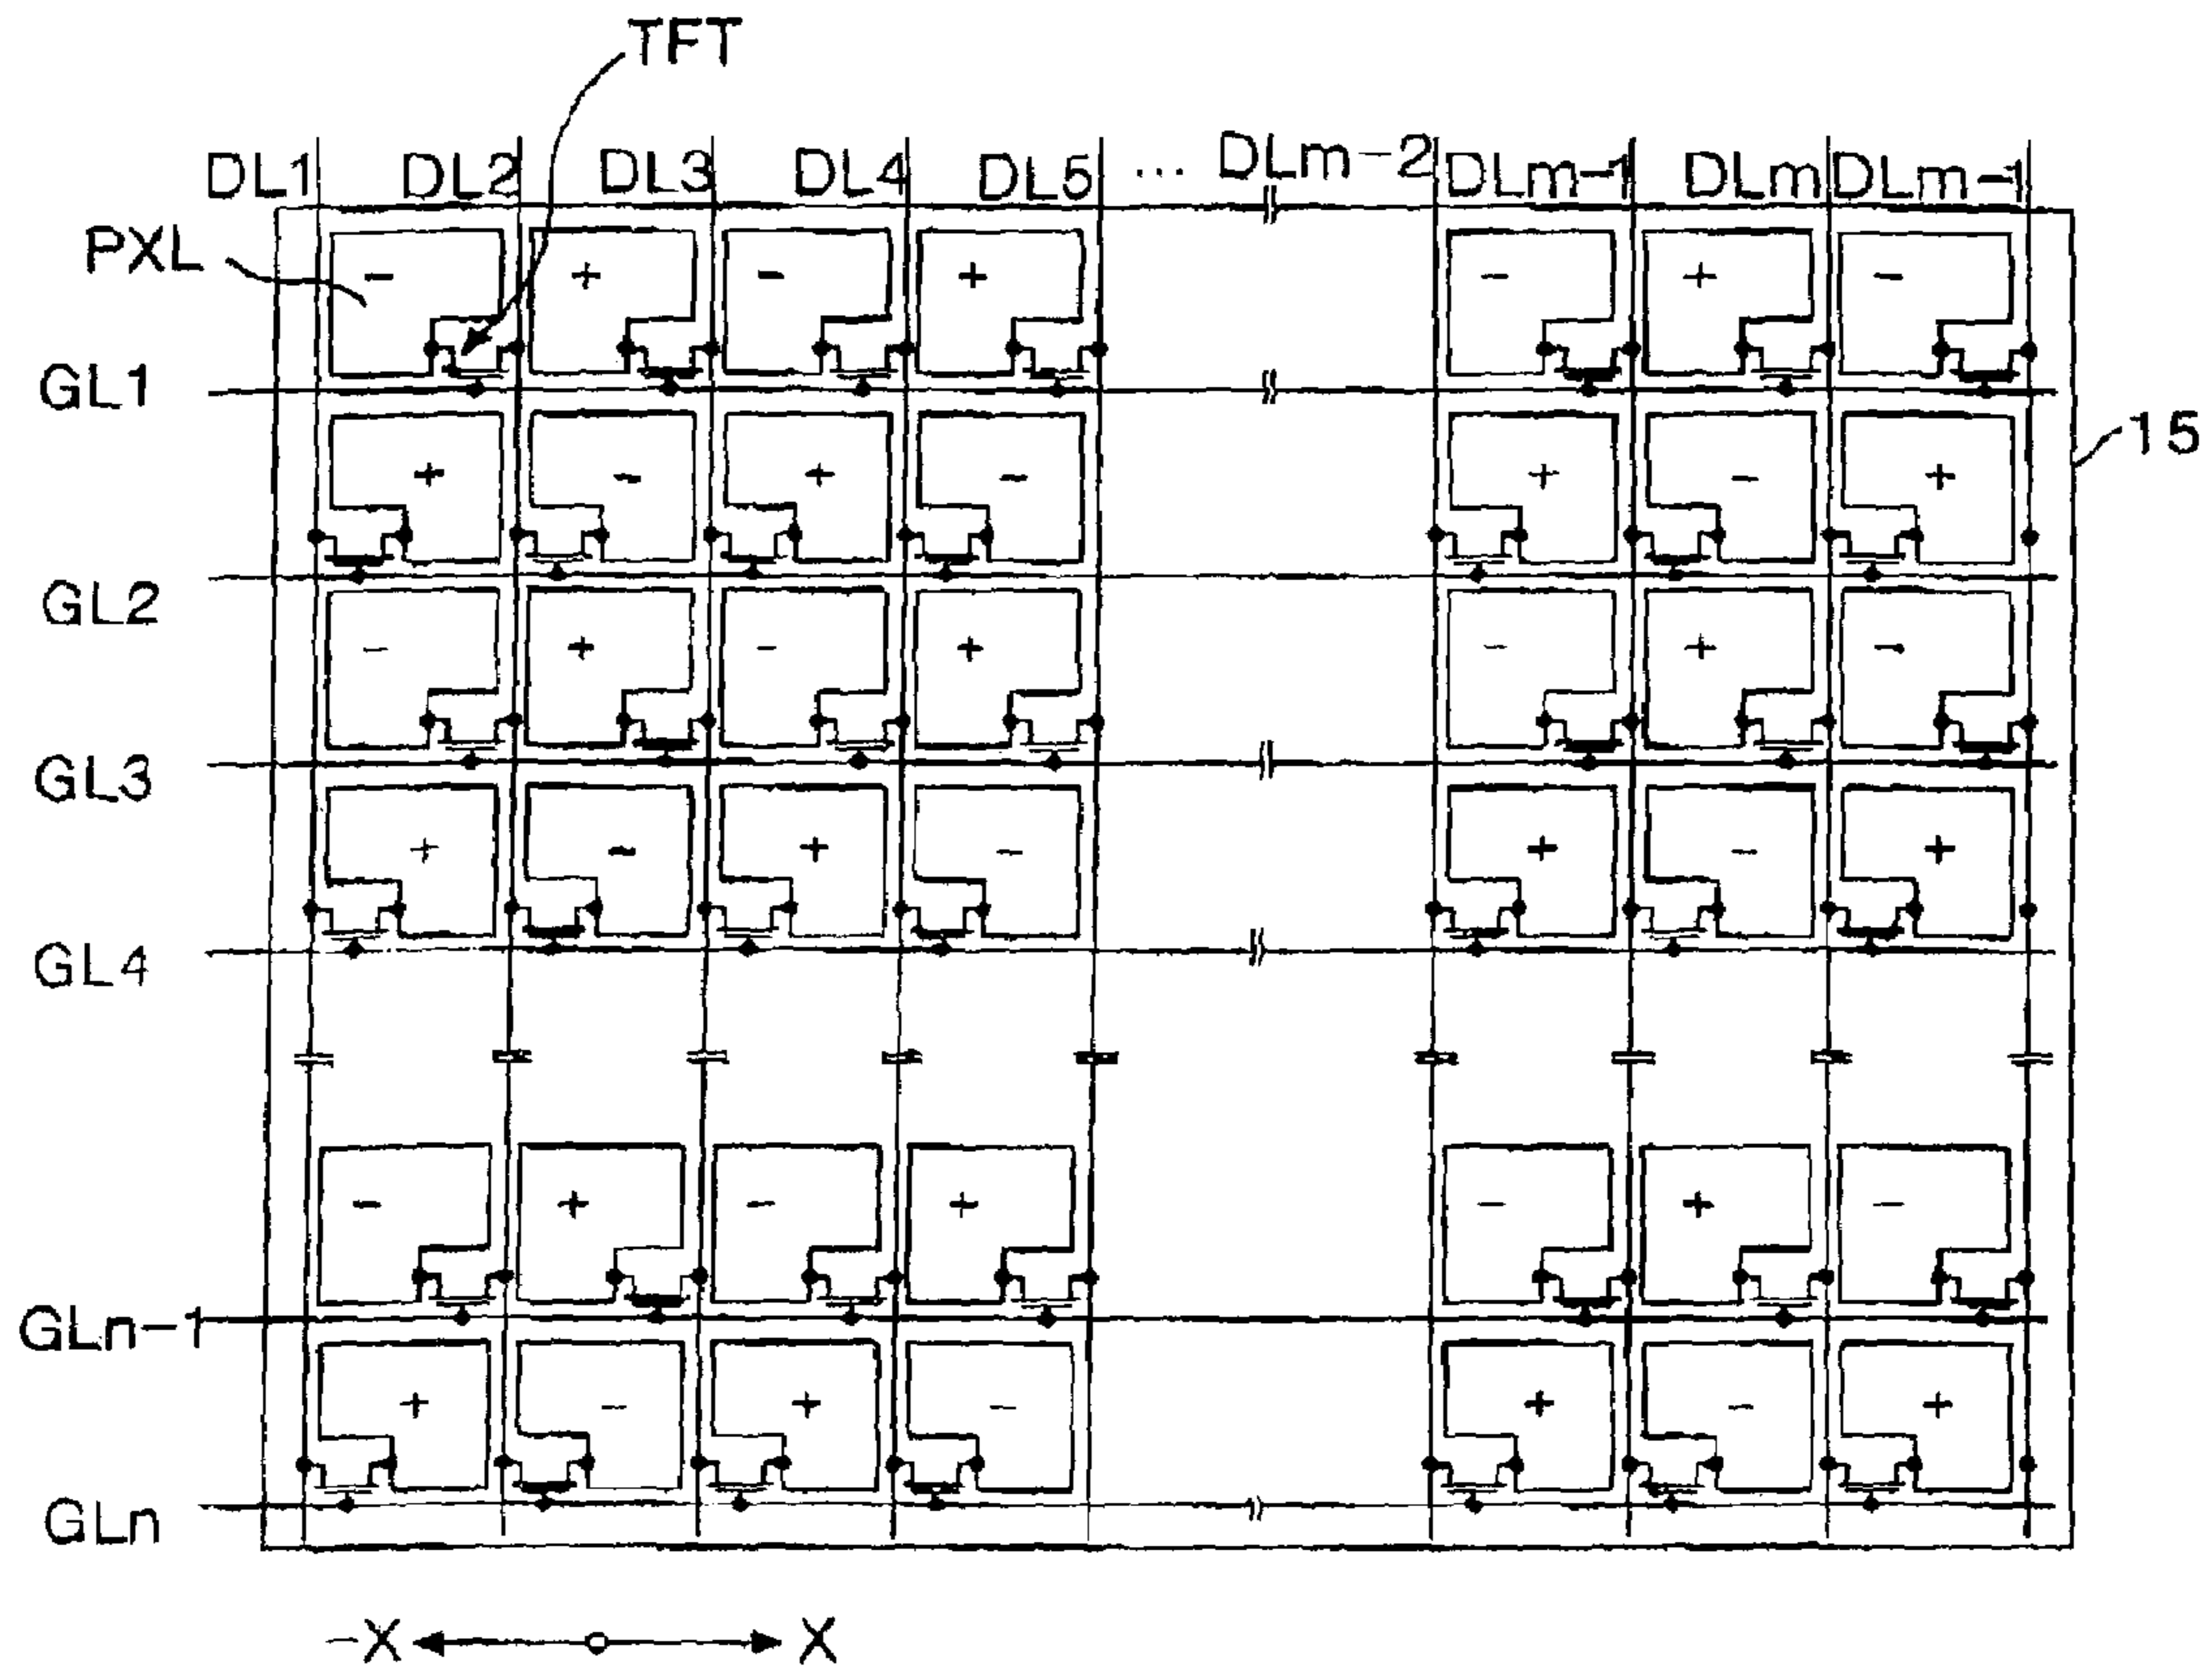 TFT
DL1 DL2 DL3 DL4 DL5 ... DLm-2 DLm-1 DLm DLm-1
PXL
- + - + - + -
GL1
+ - + - + - +
15
GL2
- + - + - + -
GL3
+ - + - + - +
GL4
- + - + - + -
GLn-1
+ - + - + - +
GLn
-X X